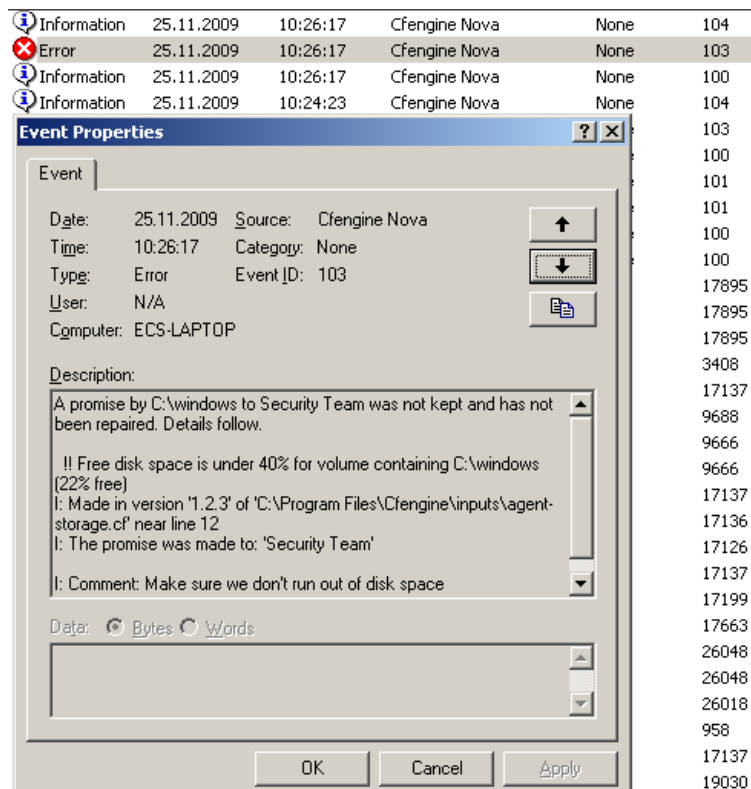 Information 25.11.2009 10:26:17 Cfengine Nova None 104
Error 25.11.2009 10:26:17 Cfengine Nova None 103
Information 25.11.2009 10:26:17 Cfengine Nova None 100
Information 25.11.2009 10:24:23 Cfengine Nova None 104
Event Properties
Event
Date: 25.11.2009 Source: Cfengine Nova
Time: 10:26:17 Category: None
Type: Error Event ID: 103
User: N/A
Computer: ECS-LAPTOP
Description:
A promise by C:\windows to Security Team was not kept and has not
been repaired. Details follow.
!! Free disk space is under 40% for volume containing C:\windows
(22% free)
I: Made in version '1.2.3' of 'C:\Program Files\Cfengine\inputs\agent-
storage.cf' near line 12
I: The promise was made to: 'Security Team'
I: Comment: Make sure we don't run out of disk space
Data: Bytes Words
OK Cancel Apply
103
100
101
101
100
100
17895
17895
17895
3408
17137
9688
9666
9666
17137
17136
17126
17137
17199
17663
26048
26048
26018
958
17137
19030